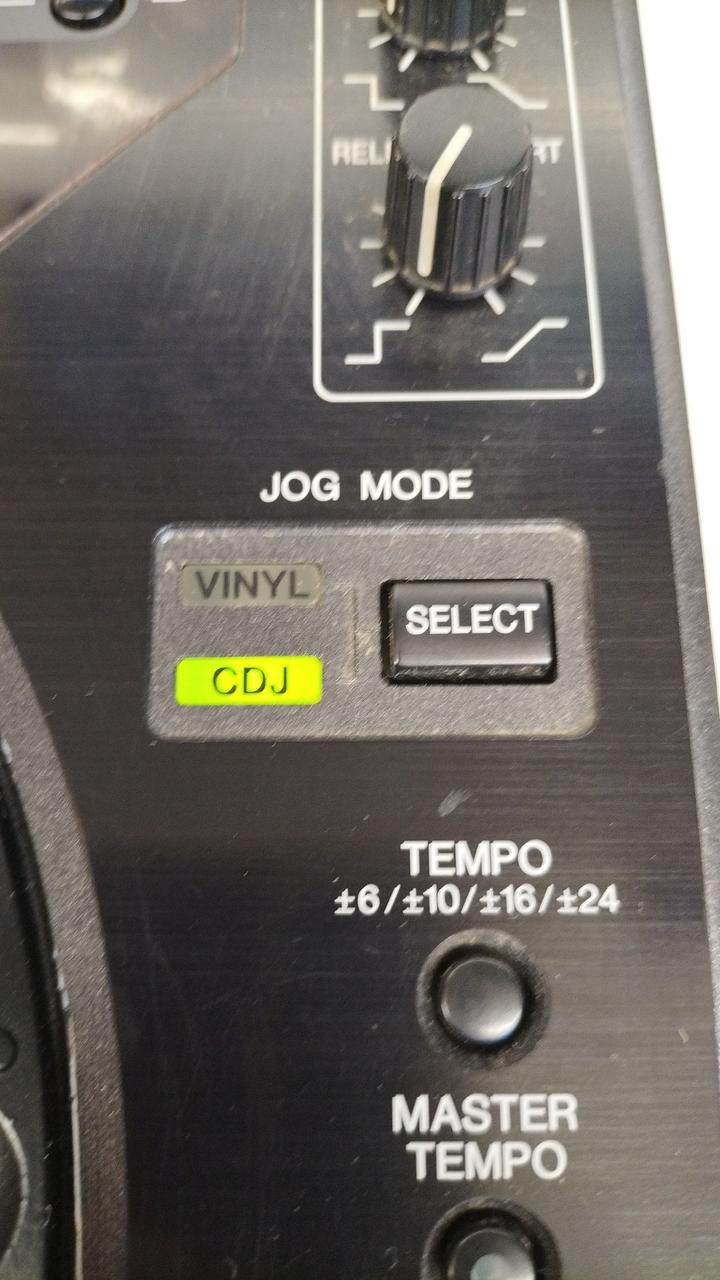 JOG MODE
VINYL
SELECT
CDJ
TEMPO
±6/±10/±16/±24
MASTER
TEMPO